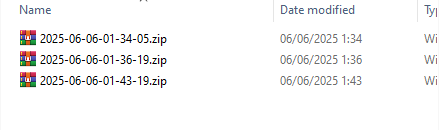 Name Date modified Ty
2025-06-06-01-34-05.zip 06/06/2025 1:34 Wi
2025-06-06-01-36-19.zip 06/06/2025 1:36 Wi
2025-06-06-01-43-19.zip 06/06/2025 1:43 Wi